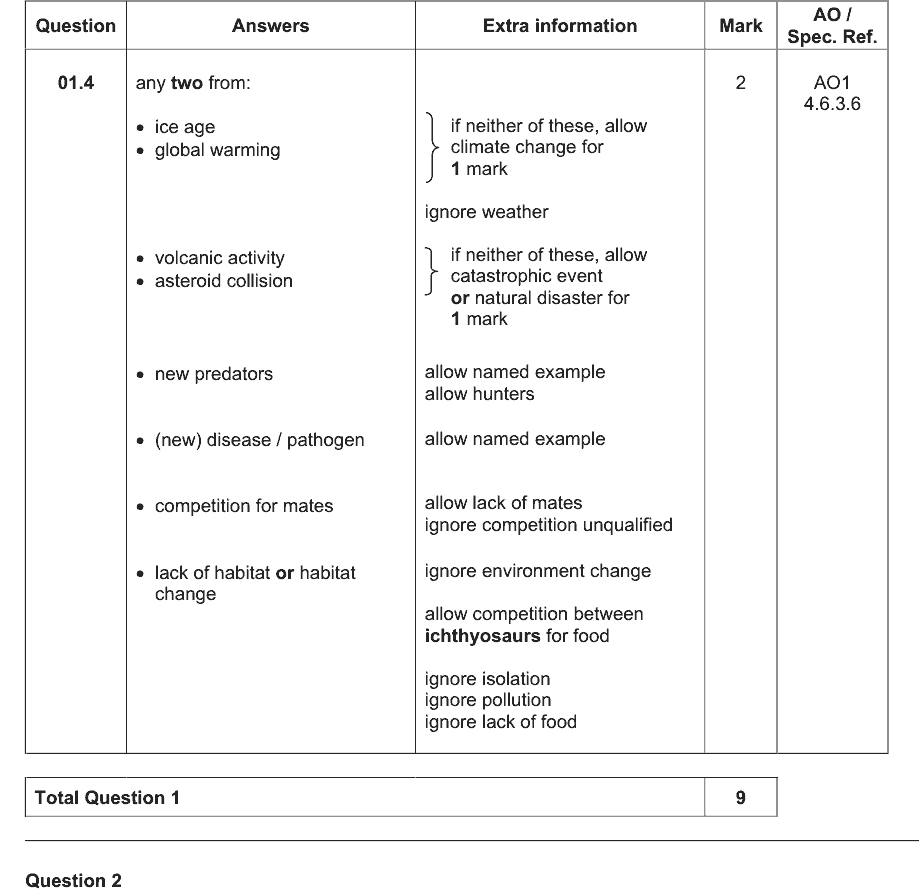 Question Answers Extra information Mark AO /
Spec. Ref.
01.4 any two from: 2 AO1
4.6.3.6
• ice age
• global warming
if neither of these, allow
climate change for
1 mark
ignore weather
• volcanic activity
• asteroid collision
if neither of these, allow
catastrophic event
or natural disaster for
1 mark
• new predators
allow named example
allow hunters
• (new) disease / pathogen
allow named example
• competition for mates
allow lack of mates
ignore competition unqualified
• lack of habitat or habitat
change
ignore environment change
allow competition between
ichthyosaurs for food
ignore isolation
ignore pollution
ignore lack of food
Total Question 1 9
Question 2